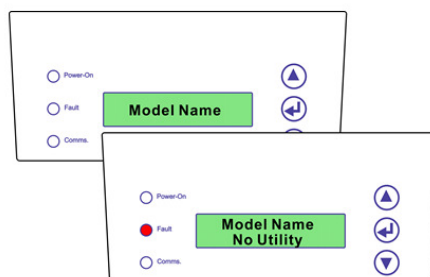 Power-On
Fault
Model Name
Comms.
Power-On
Fault
Model Name
No Utility
Comms.